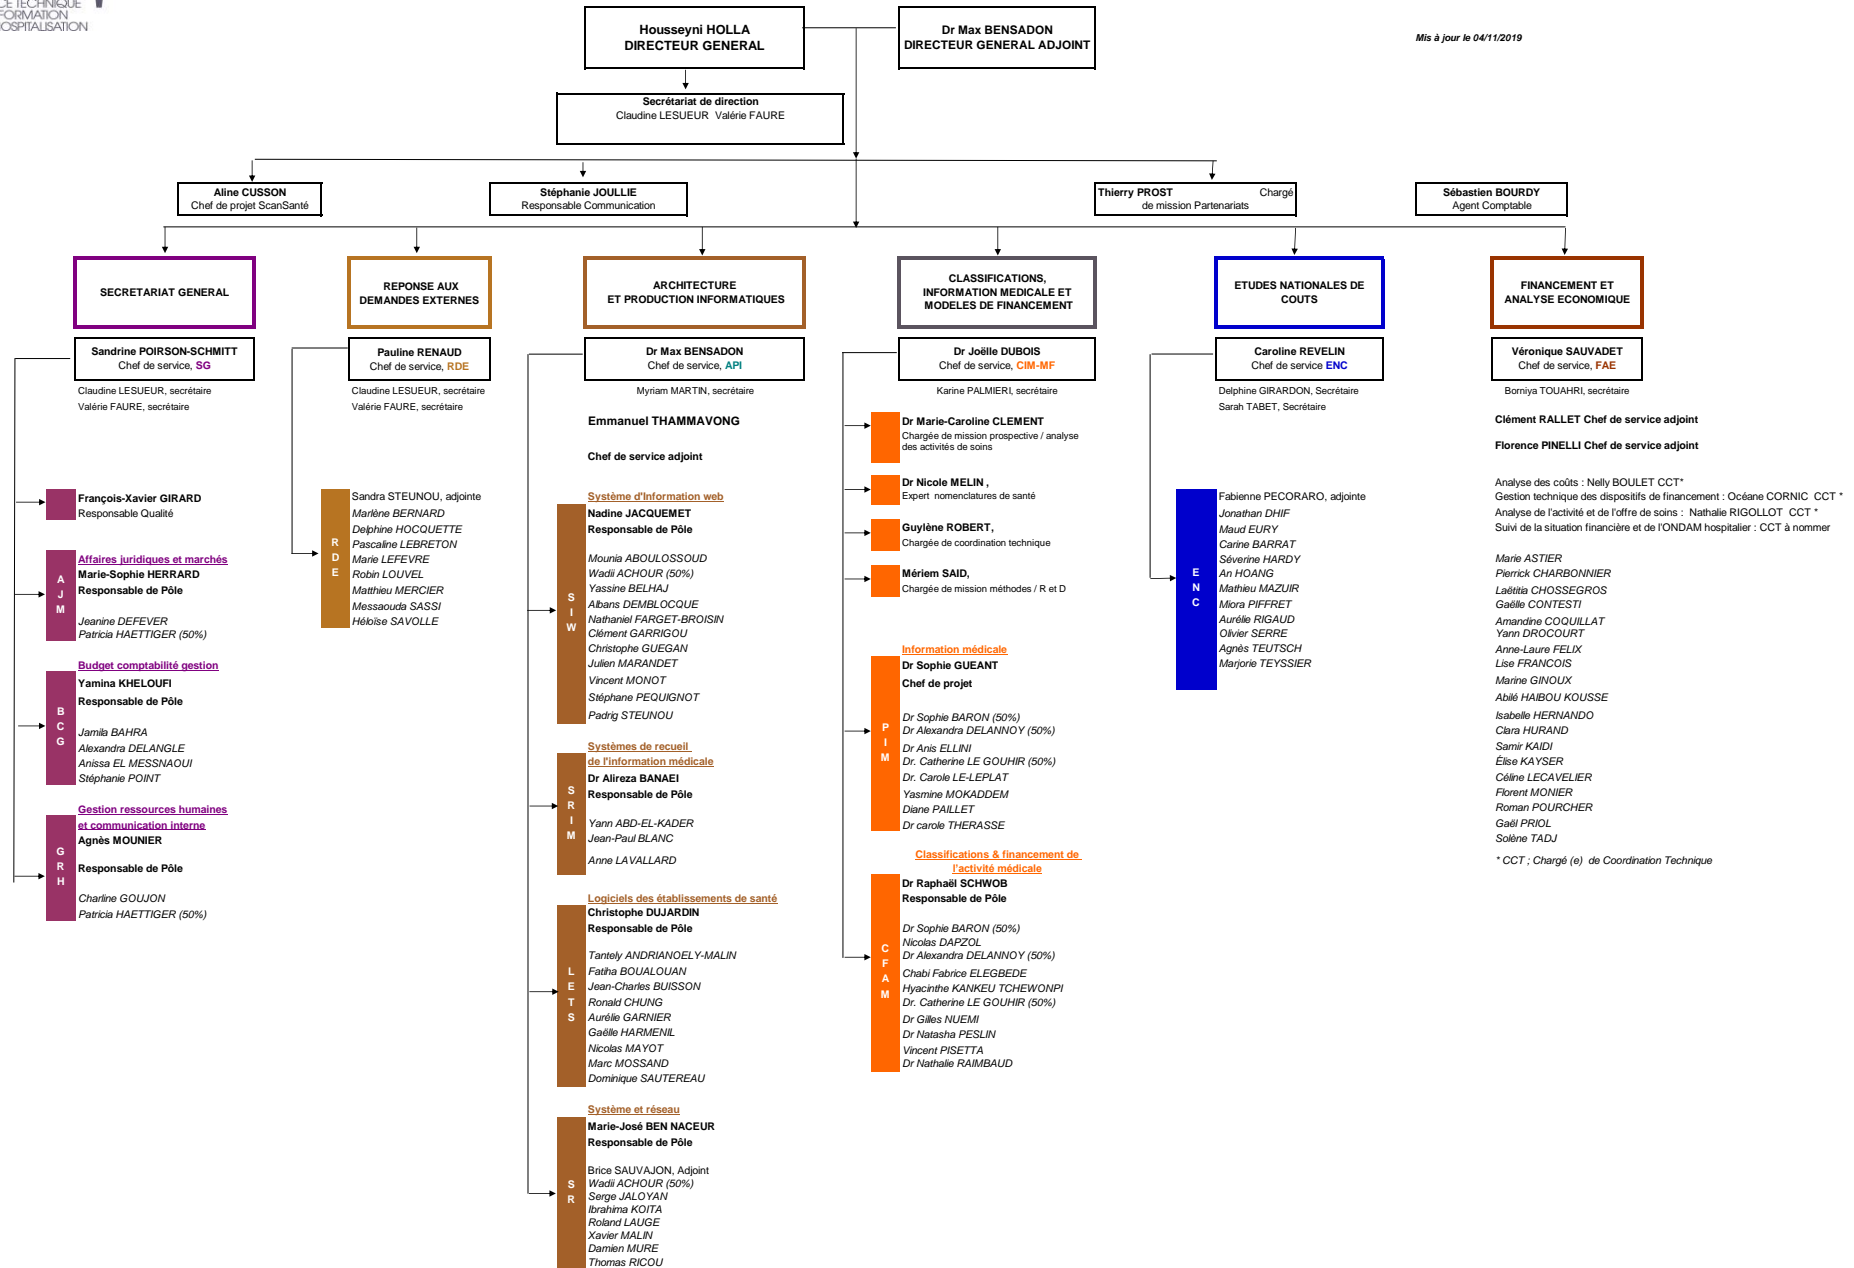 CE TECHNIQUE
FORMATION
HOSPITALISATION
Housseyni HOLLA
DIRECTEUR GENERAL
Dr Max BENSADON
DIRECTEUR GENERAL ADJOINT
Mis à jour le 04/11/2019
Secrétariat de direction
Claudine LESUEUR Valérie FAURE
Aline CUSSON
Chef de projet ScanSanté
Stéphanie JOULLIE
Responsable Communication
Thierry PROST Chargé
de mission Partenariats
Sébastien BOURDY
Agent Comptable
SECRETARIAT GENERAL
Sandrine POIRSON-SCHMITT
Chef de service, SG
Claudine LESUEUR, secrétaire
Valérie FAURE, secrétaire
François-Xavier GIRARD
Responsable Qualité
Affaires juridiques et marchés
A
J
M
Marie-Sophie HERRARD
Responsable de Pôle
Jeanine DEFEVER
Patricia HAETTIGER (50%)
Budget comptabilité gestion
B
C
G
Yamina KHELOUFI
Responsable de Pôle
Jamila BAHRA
Alexandra DELANGLE
Anissa EL MESSNAOUI
Stéphanie POINT
Gestion ressources humaines
et communication interne
G
R
H
Agnès MOUNIER
Responsable de Pôle
Charline GOUJON
Patricia HAETTIGER (50%)
REPONSE AUX
DEMANDES EXTERNES
Pauline RENAUD
Chef de service, RDE
Claudine LESUEUR, secrétaire
Valérie FAURE, secrétaire
R
D
E
Sandra STEUNOU, adjointe
Marlène BERNARD
Delphine HOCQUETTE
Pascaline LEBRETON
Marie LEFEVRE
Robin LOUVEL
Matthieu MERCIER
Messaouda SASSI
Héloïse SAVOLLE
ARCHITECTURE
ET PRODUCTION INFORMATIQUES
Dr Max BENSADON
Chef de service, API
Myriam MARTIN, secrétaire
Emmanuel THAMMAVONG
Chef de service adjoint
Système d'Information web
S
I
W
Nadine JACQUEMET
Responsable de Pôle
Mounia ABOULOSSOUD
Wadii ACHOUR (50%)
Yassine BELHAJ
Albans DEMBLOCQUE
Nathaniel FARGET-BROISIN
Clément GARRIGOU
Christophe GUEGAN
Julien MARANDET
Vincent MONOT
Stéphane PEQUIGNOT
Padrig STEUNOU
Systèmes de recueil
de l'information médicale
S
R
I
M
Dr Alireza BANAEI
Responsable de Pôle
Yann ABD-EL-KADER
Jean-Paul BLANC
Anne LAVALLARD
Logiciels des établissements de santé
L
E
T
S
Christophe DUJARDIN
Responsable de Pôle
Tantely ANDRIANOELY-MALIN
Fatiha BOUALOUAN
Jean-Charles BUISSON
Ronald CHUNG
Aurélie GARNIER
Gaëlle HARMENIL
Nicolas MAYOT
Marc MOSSAND
Dominique SAUTEREAU
Système et réseau
S
R
Marie-José BEN NACEUR
Responsable de Pôle
Brice SAUVAJON, Adjoint
Wadii ACHOUR (50%)
Serge JALOYAN
Ibrahima KOITA
Roland LAUGE
Xavier MALIN
Damien MURE
Thomas RICOU
CLASSIFICATIONS,
INFORMATION MEDICALE ET
MODELES DE FINANCEMENT
Dr Joëlle DUBOIS
Chef de service, CIM-MF
Karine PALMIERI, secrétaire
Dr Marie-Caroline CLEMENT
Chargée de mission prospective / analyse
des activités de soins
Dr Nicole MELIN ,
Expert nomenclatures de santé
Guylène ROBERT,
Chargée de coordination technique
Mériem SAID,
Chargée de mission méthodes / R et D
Information médicale
P
I
M
Dr Sophie GUEANT
Chef de projet
Dr Sophie BARON (50%)
Dr Alexandra DELANNOY (50%)
Dr Anis ELLINI
Dr. Catherine LE GOUHIR (50%)
Dr. Carole LE-LEPLAT
Yasmine MOKADDEM
Diane PAILLET
Dr carole THERASSE
Classifications & financement de
l'activité médicale
C
F
A
M
Dr Raphaël SCHWOB
Responsable de Pôle
Dr Sophie BARON (50%)
Nicolas DAPZOL
Dr Alexandra DELANNOY (50%)
Chabi Fabrice ELEGBEDE
Hyacinthe KANKEU TCHEWONPI
Dr. Catherine LE GOUHIR (50%)
Dr Gilles NUEMI
Dr Natasha PESLIN
Vincent PISETTA
Dr Nathalie RAIMBAUD
ETUDES NATIONALES DE
COUTS
Caroline REVELIN
Chef de service ENC
Delphine GIRARDON, Secrétaire
Sarah TABET, Secrétaire
E
N
C
Fabienne PECORARO, adjointe
Jonathan DHIF
Maud EURY
Carine BARRAT
Séverine HARDY
An HOANG
Mathieu MAZUIR
Miora PIFFRET
Aurélie RIGAUD
Olivier SERRE
Agnès TEUTSCH
Marjorie TEYSSIER
FINANCEMENT ET
ANALYSE ECONOMIQUE
Véronique SAUVADET
Chef de service, FAE
Borniya TOUAHRI, secrétaire
Clément RALLET Chef de service adjoint
Florence PINELLI Chef de service adjoint
Analyse des coûts : Nelly BOULET CCT*
Gestion technique des dispositifs de financement : Océane CORNIC CCT *
Analyse de l'activité et de l'offre de soins : Nathalie RIGOLLOT CCT *
Suivi de la situation financière et de l'ONDAM hospitalier : CCT à nommer
Marie ASTIER
Pierrick CHARBONNIER
Laëtitia CHOSSEGROS
Gaëlle CONTESTI
Amandine COQUILLAT
Yann DROCOURT
Anne-Laure FELIX
Lise FRANCOIS
Marine GINOUX
Abilé HAIBOU KOUSSE
Isabelle HERNANDO
Clara HURAND
Samir KAIDI
Élise KAYSER
Céline LECAVELIER
Florent MONIER
Roman POURCHER
Gaël PRIOL
Solène TADJ
* CCT ; Chargé (e) de Coordination Technique